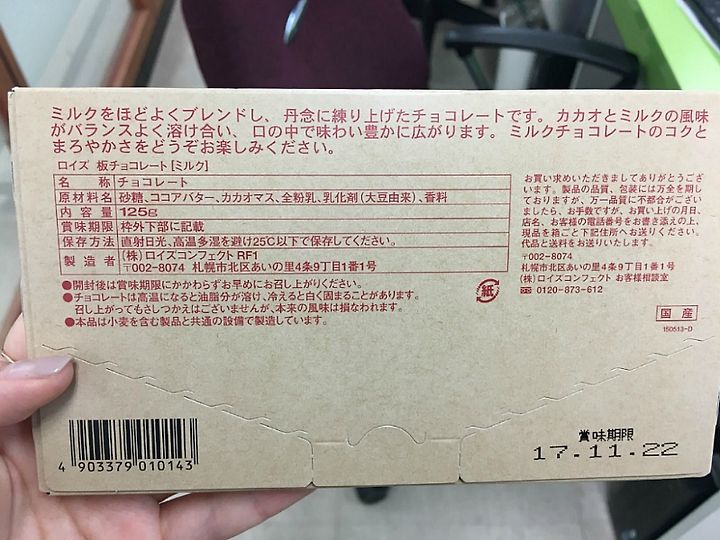 ミルクをほどよくブレンドし、丹念に練り上げたチョコレートです。カカオとミルクの風味
がバランスよく溶け合い、口の中で味わい豊かに広がります。ミルクチョコレートのコクと
まろやかさをどうぞお楽しみください。
ロイズ 板チョコレート[ミルク]
名称 チョコレート
原材料名 砂糖、ココアバター、カカオマス、全粉乳、乳化剤(大豆由来)、香料
内容量 125g
賞味期限 枠外下部に記載
保存方法 直射日光、高温多湿を避け25℃以下で保存してください。
製造者 (株)ロイズコンフェクト RF1
〒002-8074 札幌市北区あいの里4条9丁目1番1号
●開封後は賞味期限にかかわらずお早めにお召し上がりください。
●チョコレートは高温になると油脂分が溶け、冷えると白く固まることがあります。
召し上がってもさしつかえはございませんが、本来の風味は損なわれます。
●本品は小麦を含む製品と共通の設備で製造しています。
紙
お買い求めいただきましてありがとうござ
います。製品の品質、包装には万全を期し
ておりますが、万一品質に不都合がござい
ましたら、お手数ですが、お買い上げの月日、
店名、お客様の電話番号をお書き添えの上、
現品を箱ごと下記住所へお送りください。
代品と送料をお送りいたします。
〒002-8074
札幌市北区あいの里4条9丁目1番1号
(株)ロイズコンフェクト お客様相談室
0120-873-612
国産
150513-D
4 903379 010143
賞味期限
17.11.22